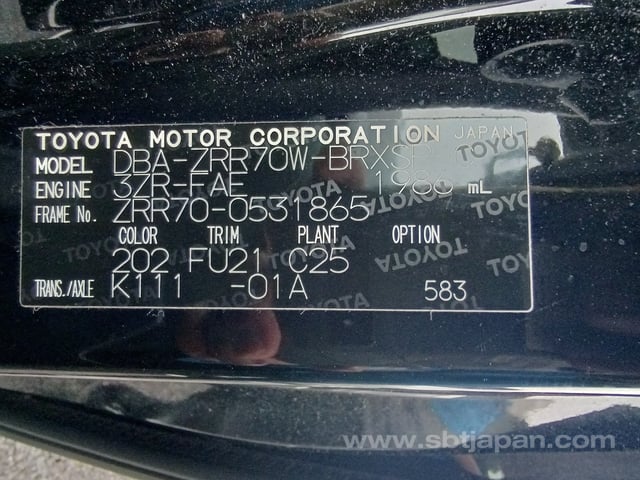 TOYOTA MOTOR CORPORATION JAPAN
MODEL DBA-ZRR70W-BRXSP
ENGINE 3ZR-FAE 1986 mL
FRAME No. ZRR70-0531865
COLOR TRIM PLANT OPTION
202 FU21 C25
TRANS./AXLE K111 -01A 583
www.sbtjapan.com